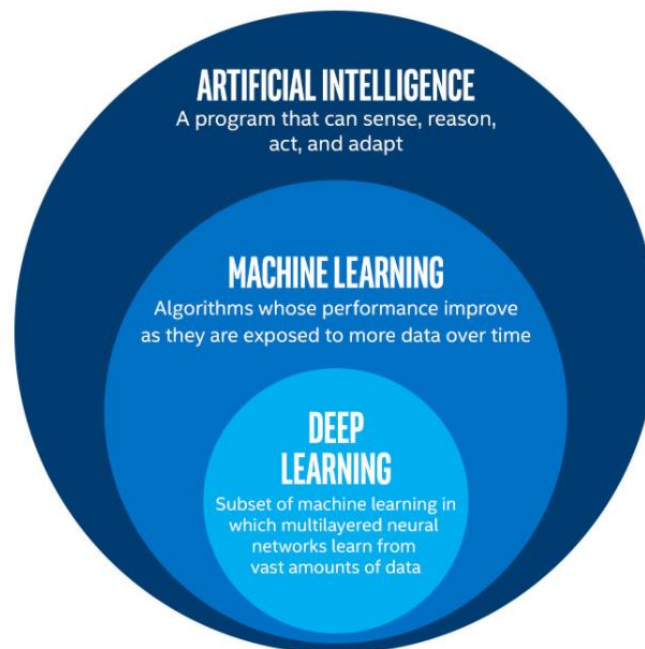 ARTIFICIAL INTELLIGENCE
A program that can sense, reason,
act, and adapt
MACHINE LEARNING
Algorithms whose performance improve
as they are exposed to more data over time
DEEP
LEARNING
Subset of machine learning in
which multilayered neural
networks learn from
vast amounts of data